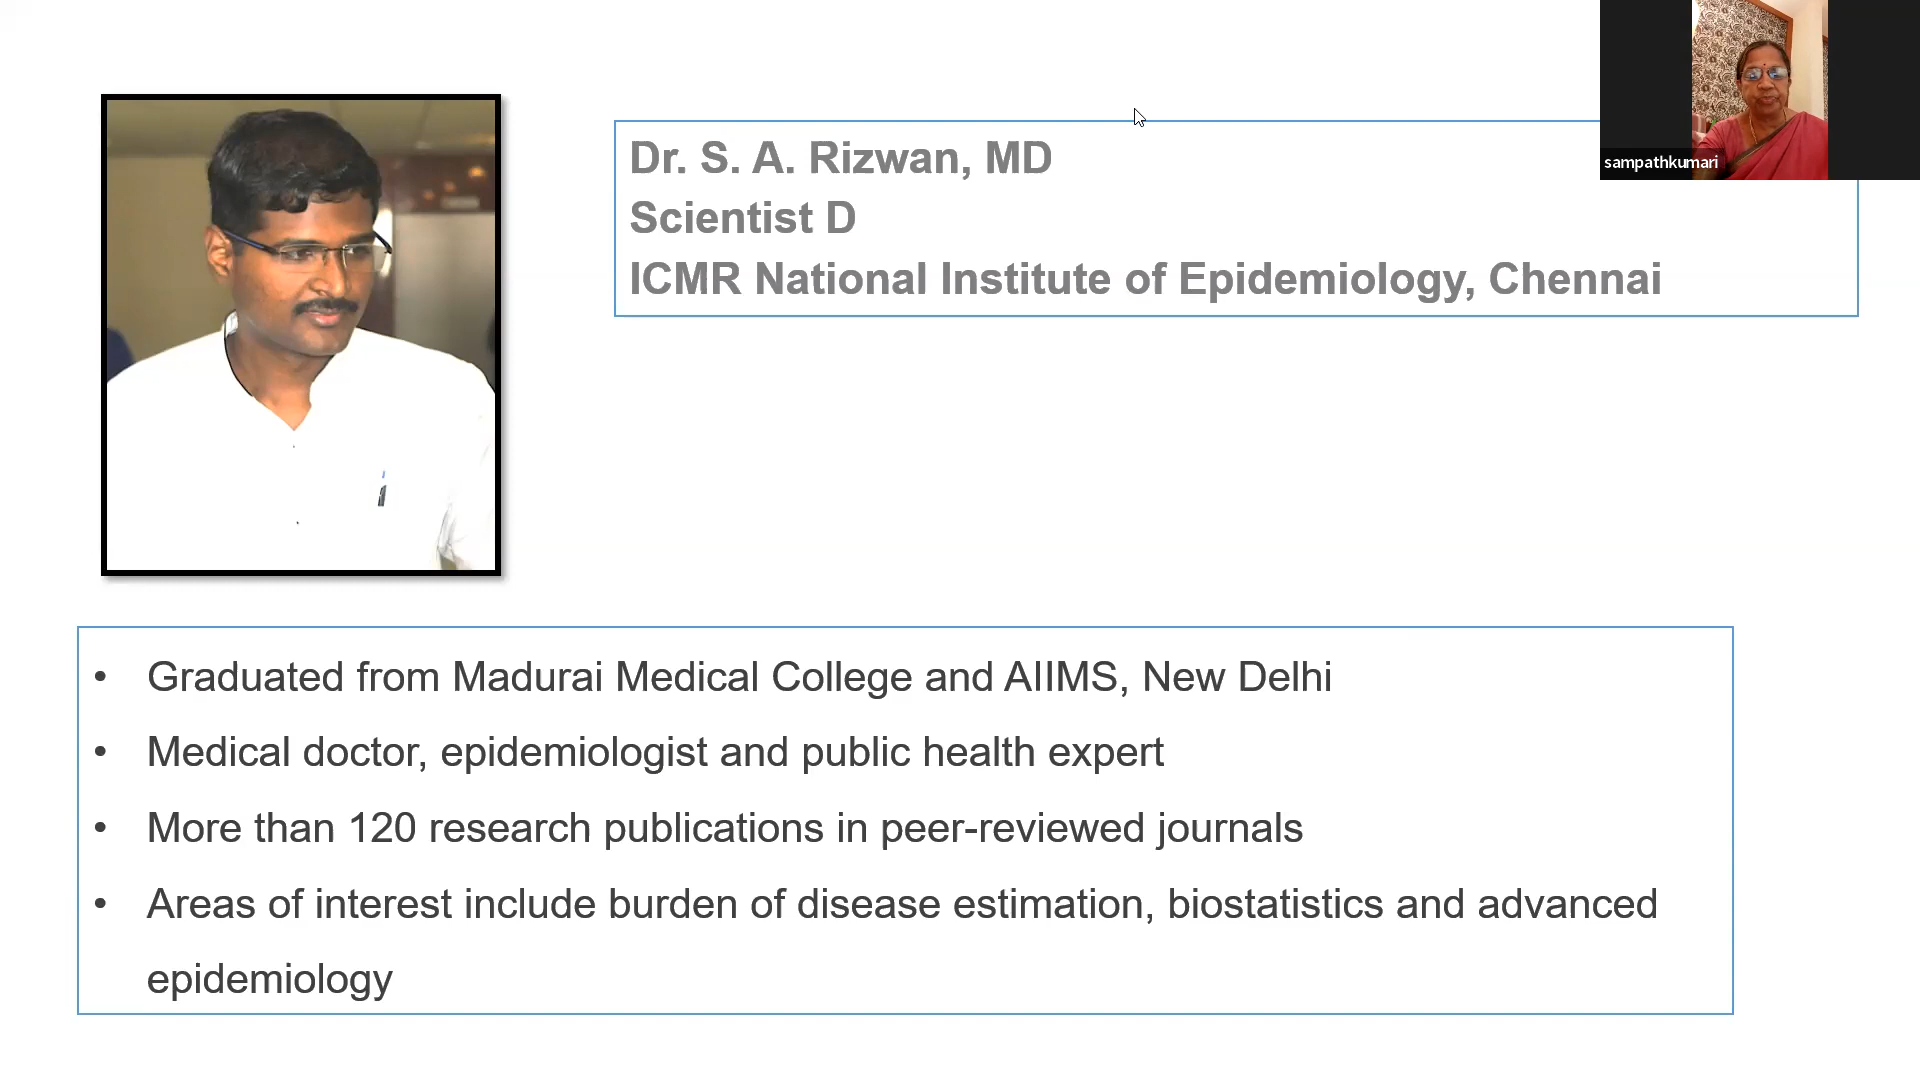 Dr. S. A. Rizwan, MD
Scientist D
ICMR National Institute of Epidemiology, Chennai
sampathkumari
• Graduated from Madurai Medical College and AIIMS, New Delhi
• Medical doctor, epidemiologist and public health expert
• More than 120 research publications in peer-reviewed journals
• Areas of interest include burden of disease estimation, biostatistics and advanced
epidemiology